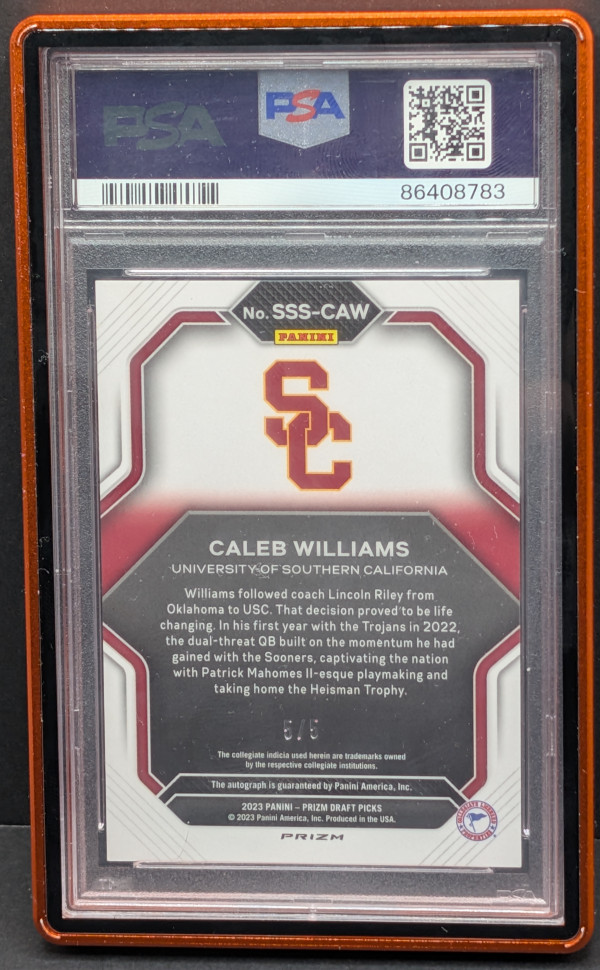 PSA
PSA
86408783
No. SSS-CAW
PANINI
SC
CALEB WILLIAMS
UNIVERSITY OF SOUTHERN CALIFORNIA
Williams followed coach Lincoln Riley from
Oklahoma to USC. That decision proved to be life
changing. In his first year with the Trojans in 2022,
the dual-threat QB built on the momentum he had
gained with the Sooners, captivating the nation
with Patrick Mahomes II-esque playmaking and
taking home the Heisman Trophy.
5/5
The collegiate indicia used herein are trademarks owned
by the respective collegiate institutions.
The autograph is guaranteed by Panini America, Inc.
2023 PANINI – PRIZM DRAFT PICKS
© 2023 Panini America, Inc. Produced in the USA.
PRIZM